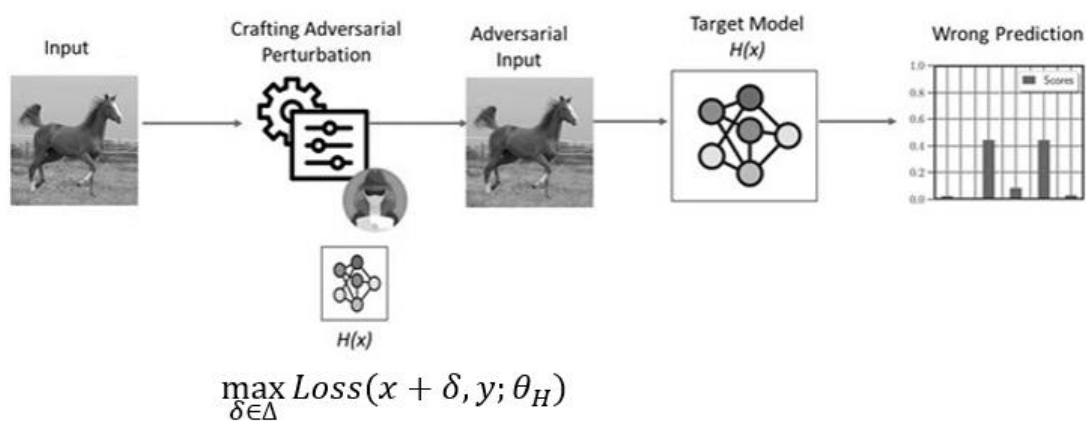 Input
Crafting Adversarial
Perturbation
Adversarial
Input
Target Model
H(x)
Wrong Prediction
1.0
0.8
0.6
0.4
0.2
0.0
Scores
H(x)
max Loss(x + δ, y; θ_H)
δ∈Δ